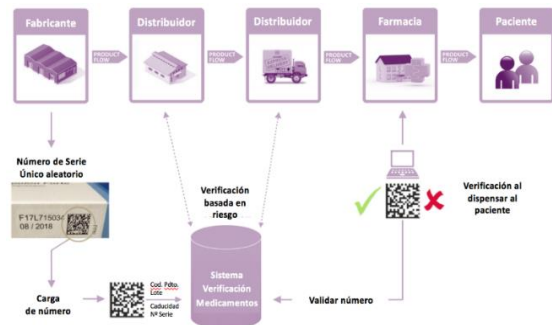 Fabricante
Distribuidor
Distribuidor
Farmacia
Paciente
PRODUCT
FLOW
PRODUCT
FLOW
PRODUCT
FLOW
PRODUCT
FLOW
Número de Serie
Único aleatorio
F17L715034
08 / 2018
Verificación
basada en
riesgo
Verificación al
dispensar al
paciente
Carga
de número
Cod. Pdto.
Lote
Caducidad
Nº Serie
Sistema
Verificación
Medicamentos
Validar número